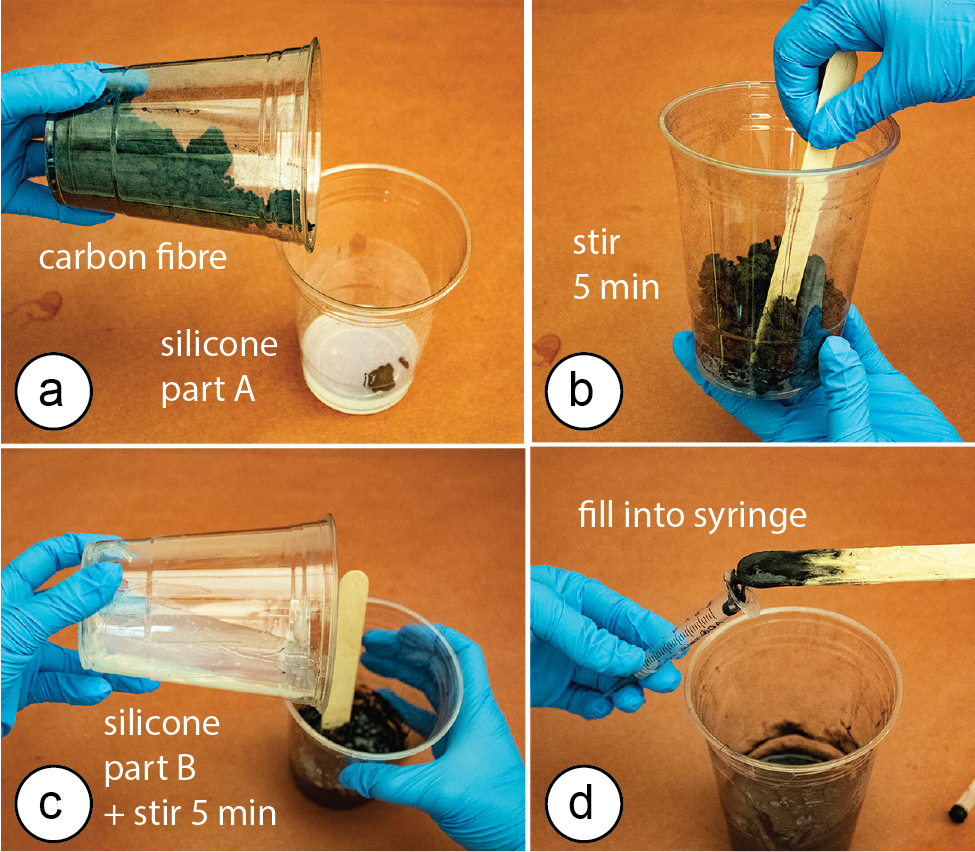 carbon fibre
silicone
part A
a
stir
5 min
b
silicone
part B
+ stir 5 min
c
fill into syringe
d